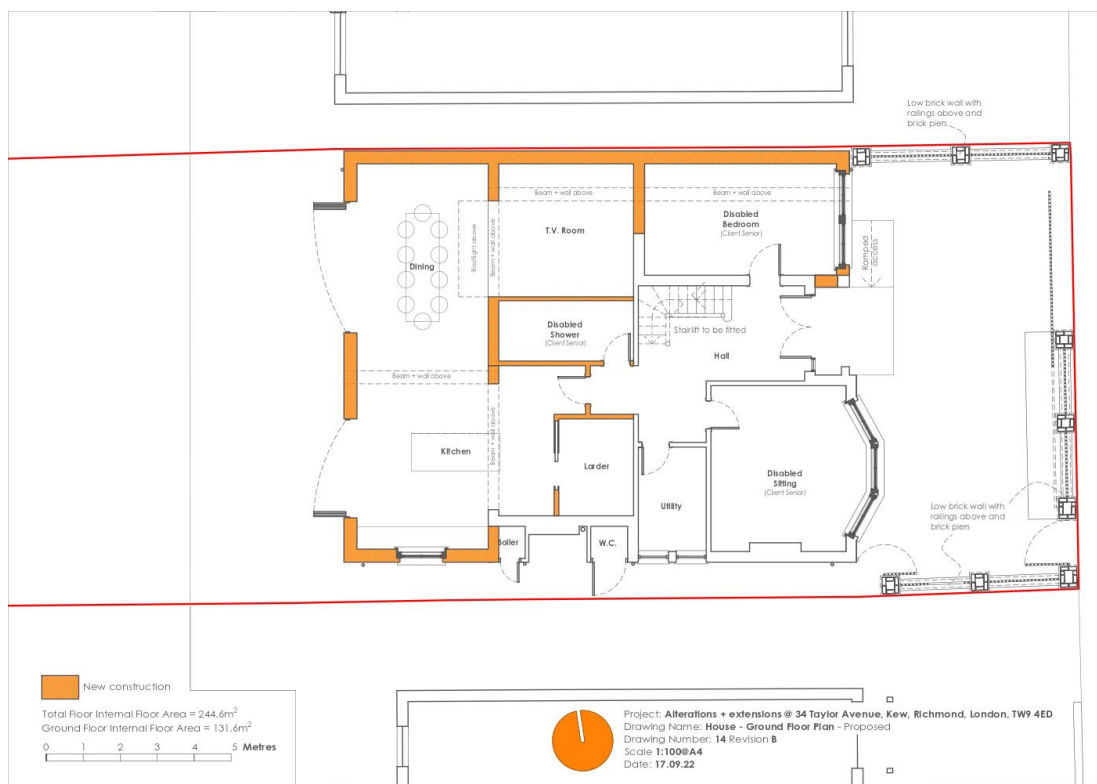 Low brick wall with
railings above and
brick piers
Beam + wall above
Beam + wall above
Disabled
Bedroom
(Client Senior)
T.V. Room
Rooflight above
Beam + wall above
Ramped
access
Dining
Disabled
Shower
(Client Senior)
Stairlift to be fitted
Hall
Beam + wall above
Beam + wall above
Kitchen
Larder
Disabled
Sitting
(Client Senior)
Utility
Low brick wall with
railings above and
brick piers
Boiler
W.C.
New construction
Total Floor Internal Floor Area = 244.6m²
Ground Floor Internal Floor Area = 131.6m²
0 1 2 3 4 5 Metres
Project: Alterations + extensions @ 34 Taylor Avenue, Kew, Richmond, London, TW9 4ED
Drawing Name: House - Ground Floor Plan - Proposed
Drawing Number: 14 Revision B
Scale 1:100@A4
Date: 17.09.22